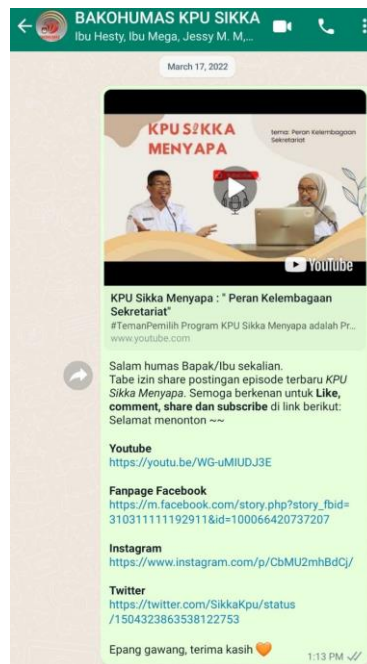 BAKOHUMAS KPU SIKKA
Ibu Hesty, Ibu Mega, Jessy M. M,...
March 17, 2022
KPU SIKKA
MENYAPA
tema: Peran Kelembagaan
Sekretariat
YouTube
KPU Sikka Menyapa : " Peran Kelembagaan
Sekretariat"
#TemanPemilih Program KPU Sikka Menyapa adalah Pr...
www.youtube.com
Salam humas Bapak/Ibu sekalian.
Tabe izin share postingan episode terbaru KPU
Sikka Menyapa. Semoga berkenan untuk Like,
comment, share dan subscribe di link berikut:
Selamat menonton ~~
Youtube
https://youtu.be/WG-uMIUDJ3E
Fanpage Facebook
https://m.facebook.com/story.php?story_fbid=
310311111192911&id=100066420737207
Instagram
https://www.instagram.com/p/CbMU2mhBdCj/
Twitter
https://twitter.com/SikkaKpu/status
/1504323863538122753
Epang gawang, terima kasih 🧡
1:13 PM